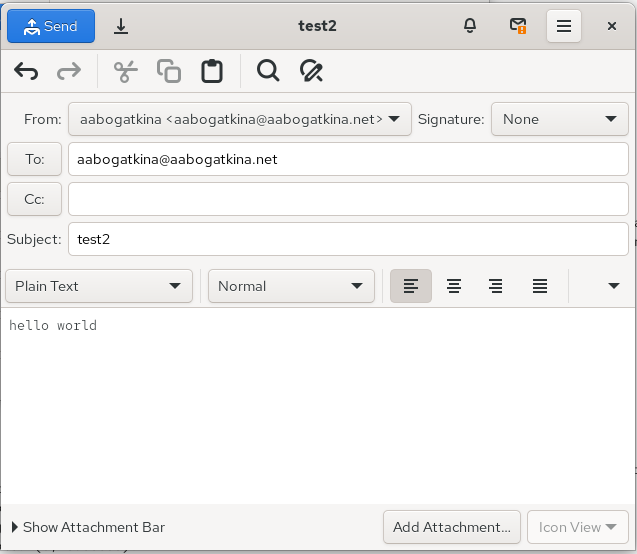 Send
test2
From: aabogatkina <aabogatkina@aabogatkina.net> Signature: None
To: aabogatkina@aabogatkina.net
Cc:
Subject: test2
Plain Text Normal
hello world
Show Attachment Bar Add Attachment... Icon View